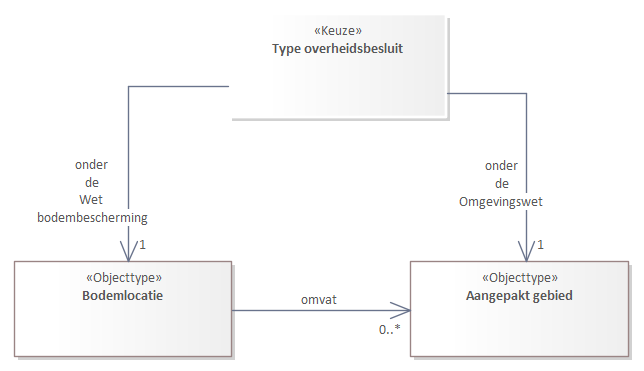 «Keuze»
Type overheidsbesluit
onder
de
Wet
bodembescherming
1
onder
de
Omgevingswet
1
«Objecttype»
Bodemlocatie
omvat
0..*
«Objecttype»
Aangepakt gebied